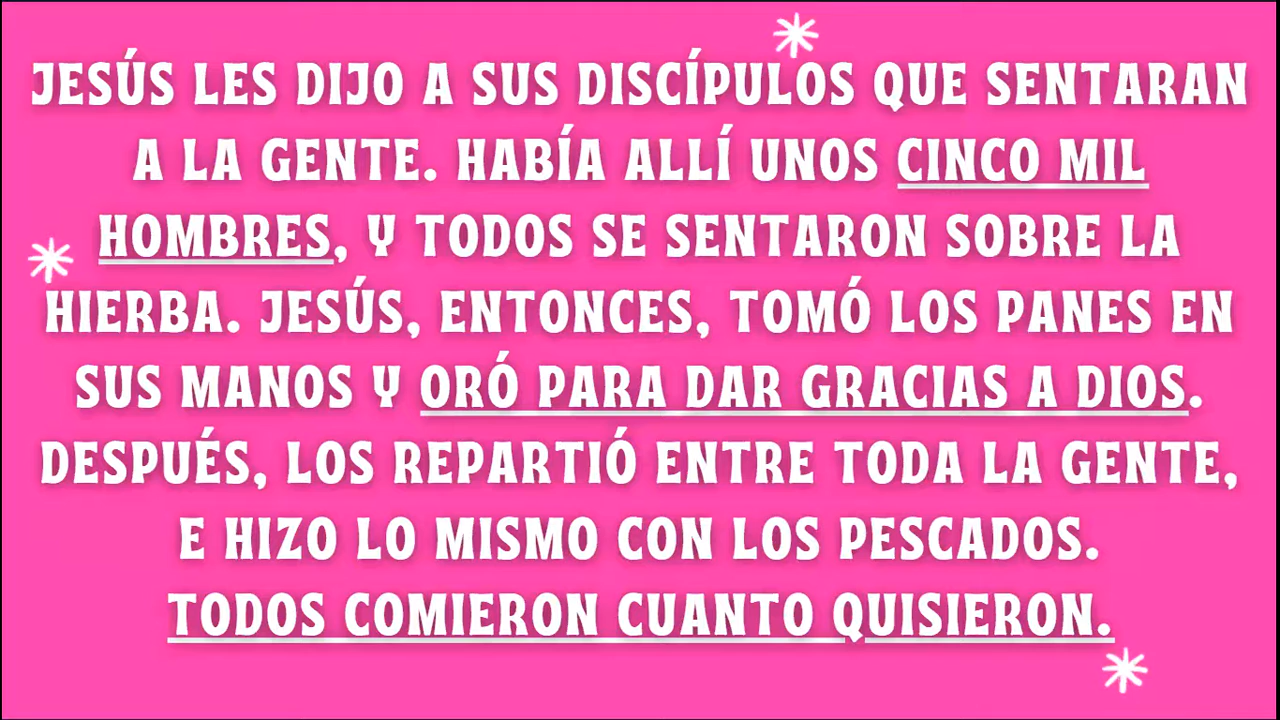 JESÚS LES DIJO A SUS DISCÍPULOS QUE SENTARAN
A LA GENTE. HABÍA ALLÍ UNOS CINCO MIL
HOMBRES, Y TODOS SE SENTARON SOBRE LA
HIERBA. JESÚS, ENTONCES, TOMÓ LOS PANES EN
SUS MANOS Y ORÓ PARA DAR GRACIAS A DIOS.
DESPUÉS, LOS REPARTIÓ ENTRE TODA LA GENTE,
E HIZO LO MISMO CON LOS PESCADOS.
TODOS COMIERON CUANTO QUISIERON.